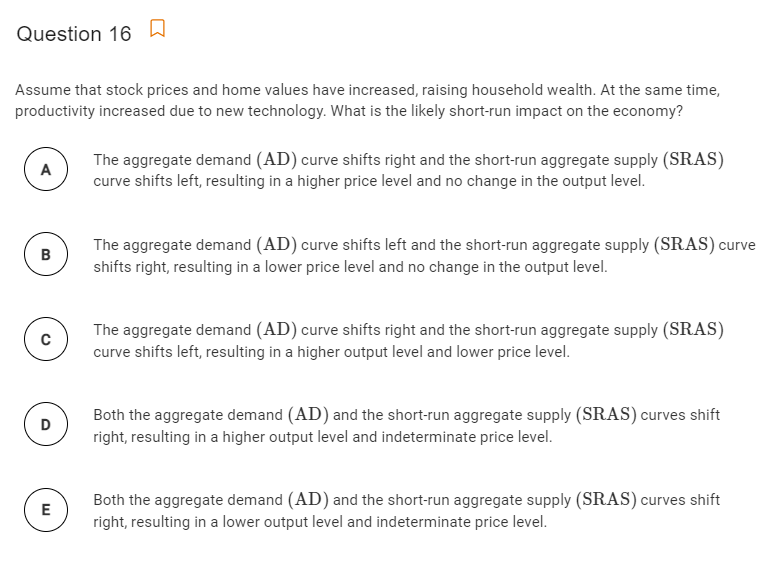 Question 16
Assume that stock prices and home values have increased, raising household wealth. At the same time,
productivity increased due to new technology. What is the likely short-run impact on the economy?
A
The aggregate demand (AD) curve shifts right and the short-run aggregate supply (SRAS)
curve shifts left, resulting in a higher price level and no change in the output level.
B
The aggregate demand (AD) curve shifts left and the short-run aggregate supply (SRAS) curve
shifts right, resulting in a lower price level and no change in the output level.
C
The aggregate demand (AD) curve shifts right and the short-run aggregate supply (SRAS)
curve shifts left, resulting in a higher output level and lower price level.
D
Both the aggregate demand (AD) and the short-run aggregate supply (SRAS) curves shift
right, resulting in a higher output level and indeterminate price level.
E
Both the aggregate demand (AD) and the short-run aggregate supply (SRAS) curves shift
right, resulting in a lower output level and indeterminate price level.